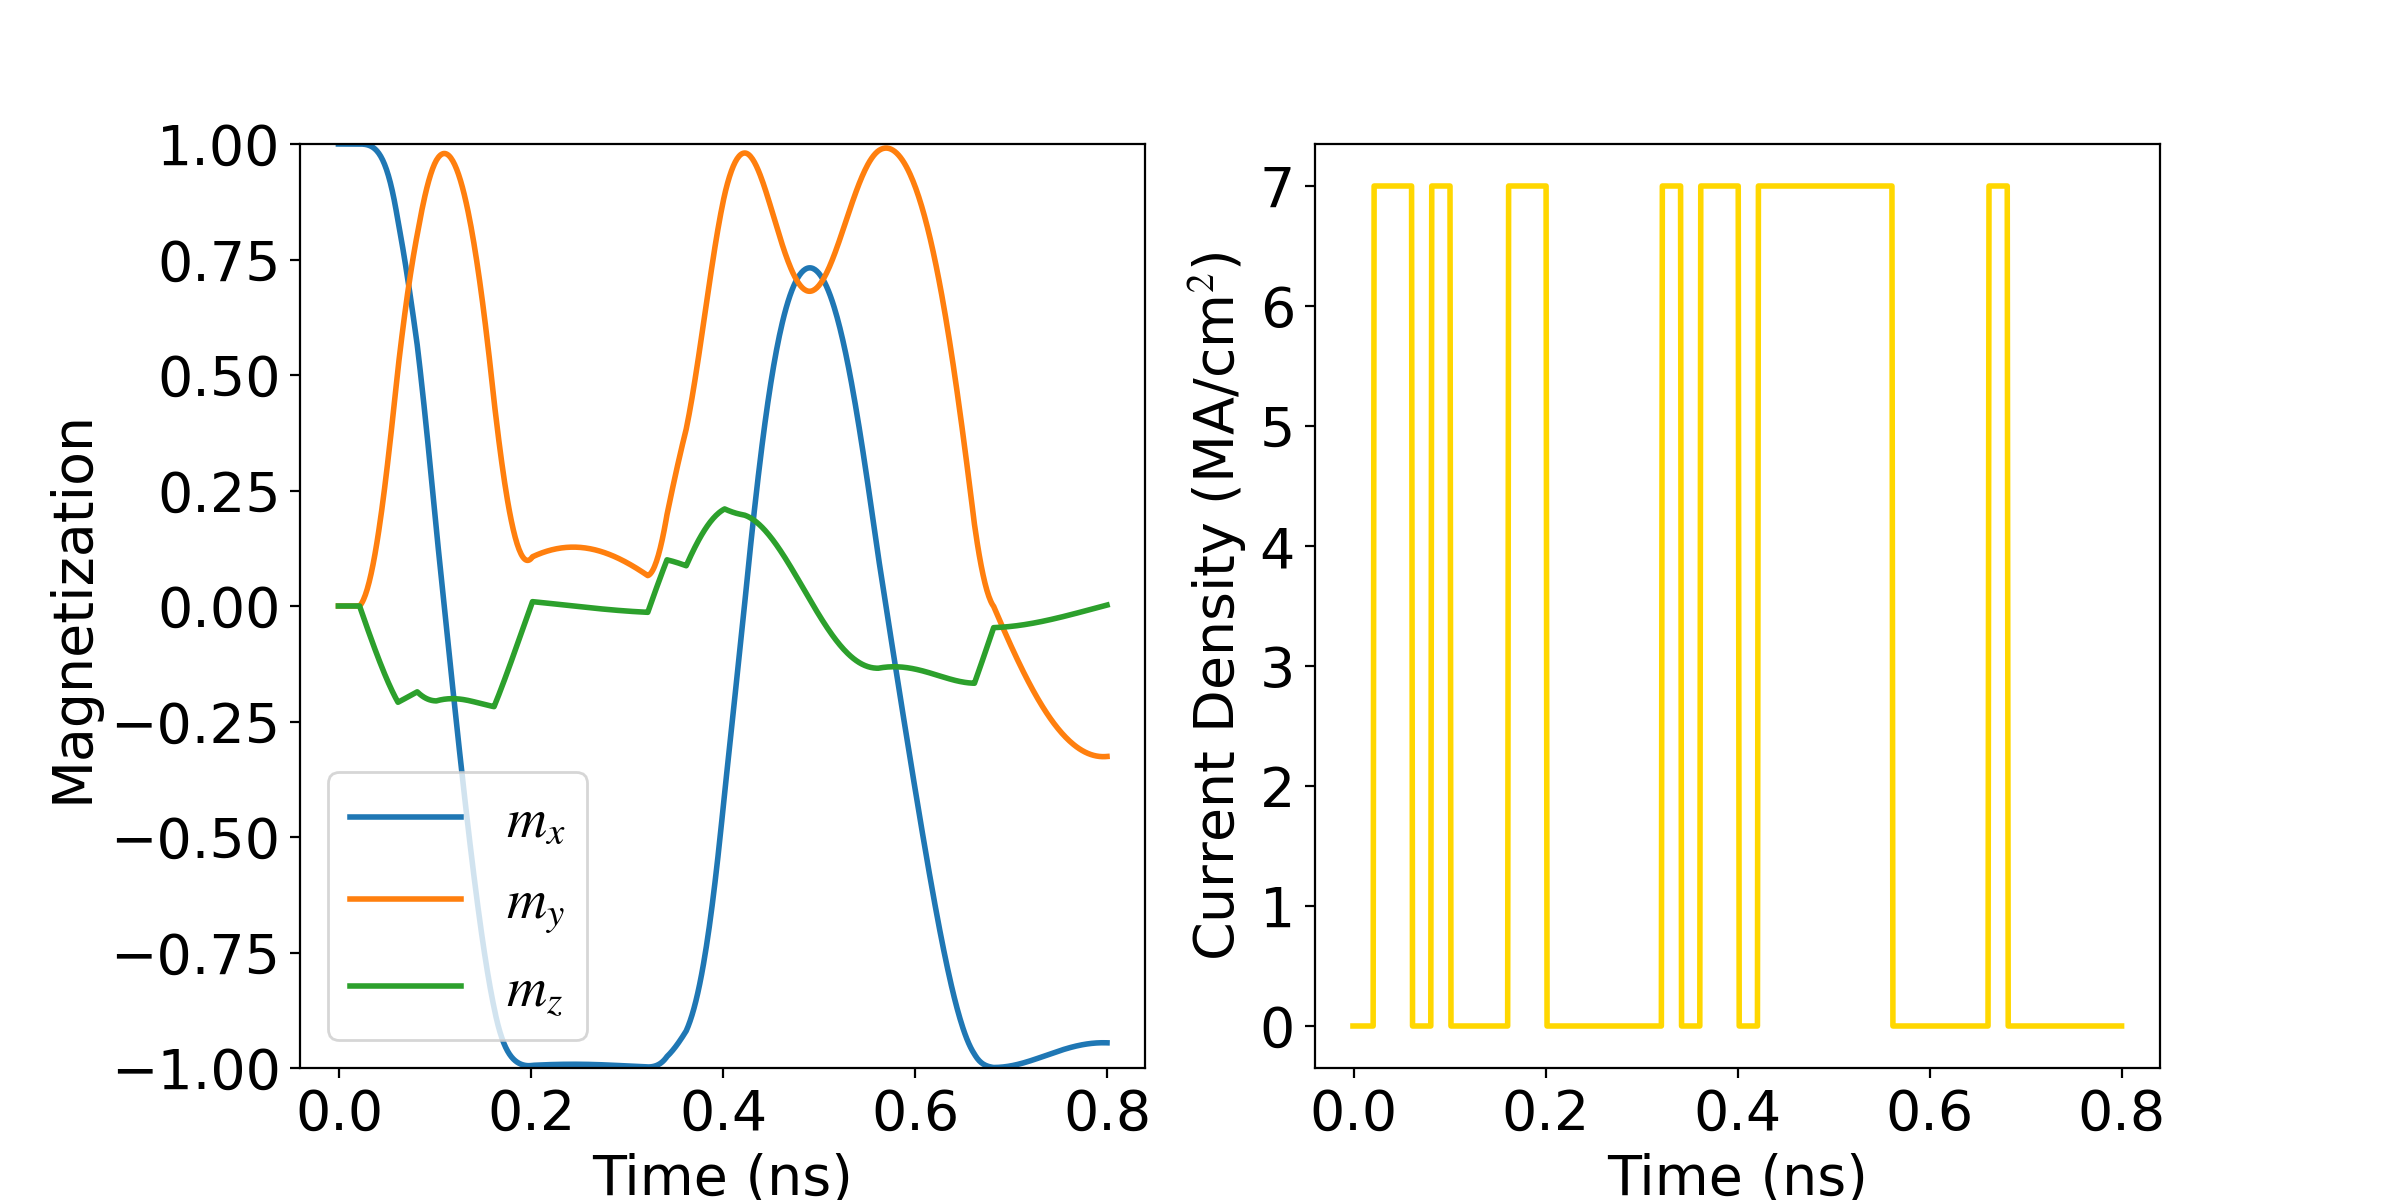 1.00
0.75
0.50
0.25
0.00
−0.25
−0.50
−0.75
−1.00
Magnetization
m_x
m_y
m_z
0.0 0.2 0.4 0.6 0.8
Time (ns)
7
6
5
4
3
2
1
0
Current Density (MA/cm²)
0.0 0.2 0.4 0.6 0.8
Time (ns)